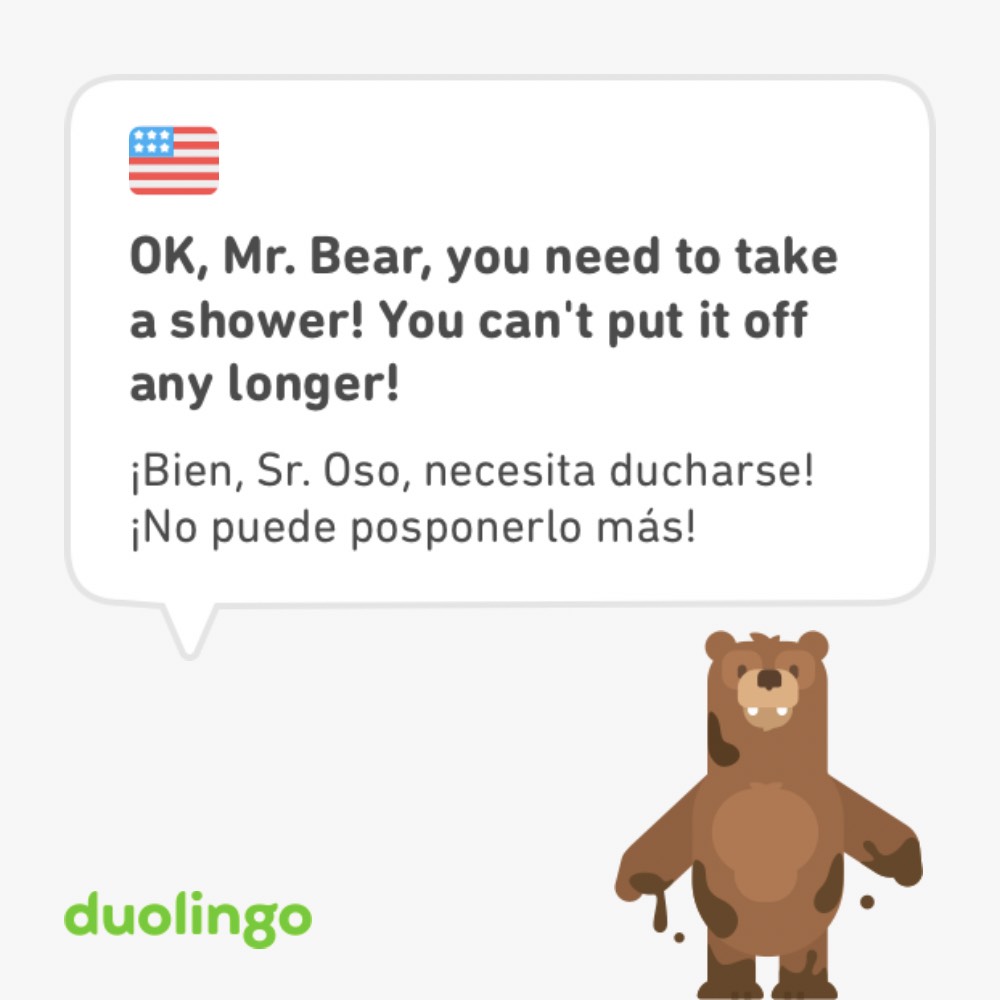 OK, Mr. Bear, you need to take
a shower! You can't put it off
any longer!
¡Bien, Sr. Oso, necesita ducharse!
¡No puede posponerlo más!
duolingo